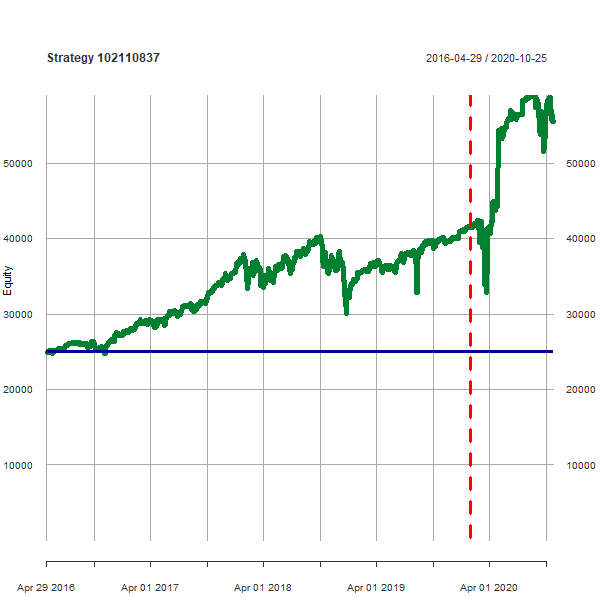 Strategy 102110837
2016-04-29 / 2020-10-25
50000
50000
40000
40000
Equity
30000
30000
20000
20000
10000
10000
Apr 29 2016
Apr 01 2017
Apr 01 2018
Apr 01 2019
Apr 01 2020